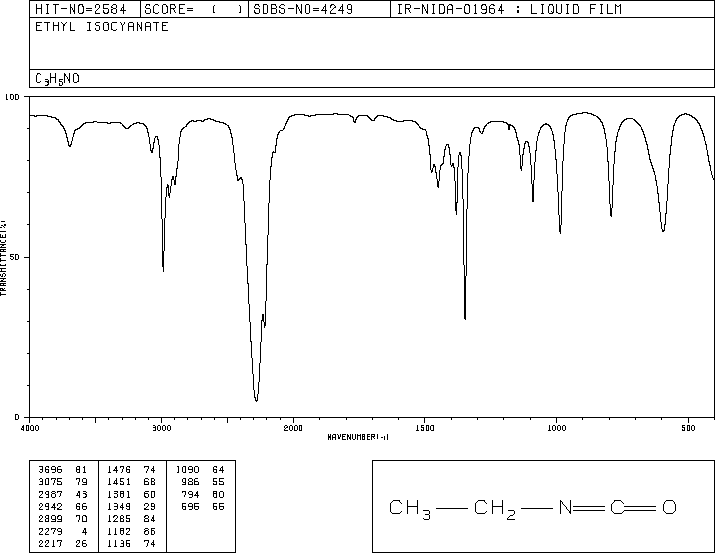 HIT-NO=2584 SCORE= ( ) SDBS-NO=4249 IR-NIDA-01964 : LIQUID FILM
ETHYL ISOCYANATE
C3H5NO
100
50
0
TRANSMITTANCE(%)
4000 3000 2000 1500 1000 500
WAVENUMBER(-1)
3696 81 1476 74 1090 64
3075 79 1451 68 986 55
2987 43 1381 60 794 60
2942 66 1349 29
2899 70 1285 84
2279 4 1182 86
2217 26 1136 74
CH3 CH2 N C O